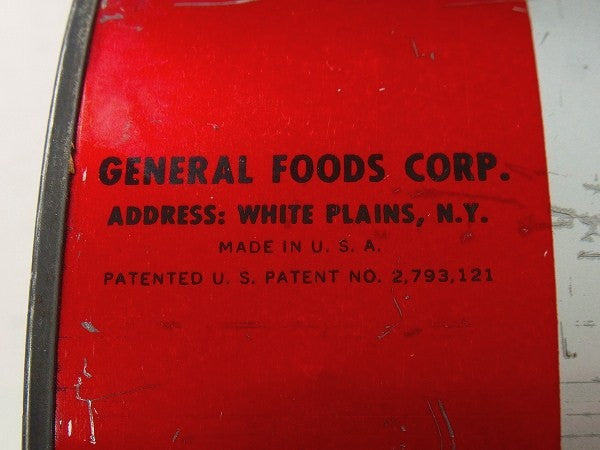 GENERAL FOODS CORP.
ADDRESS: WHITE PLAINS, N.Y.
MADE IN U. S. A.
PATENTED U. S. PATENT NO. 2,793,121